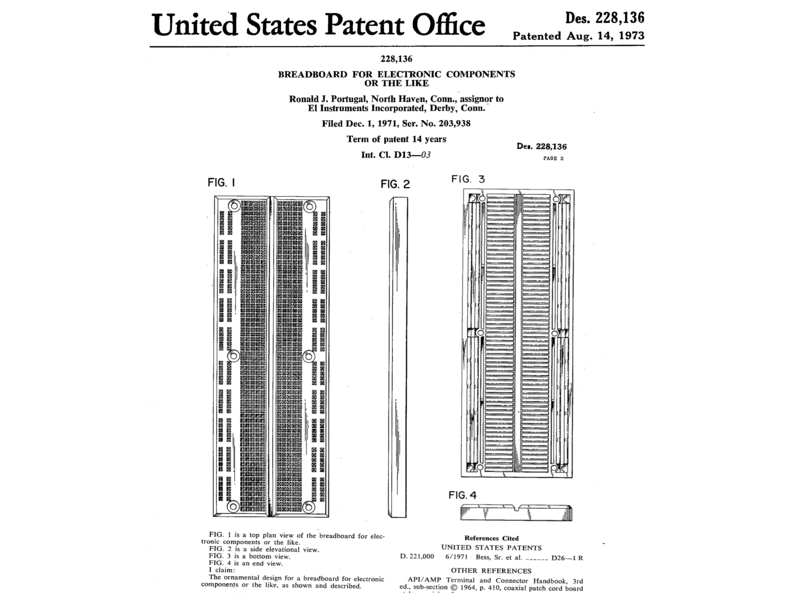 United States Patent Office
Des. 228,136
Patented Aug. 14, 1973
228,136
BREADBOARD FOR ELECTRONIC COMPONENTS
OR THE LIKE
Ronald J. Portugal, North Haven, Conn., assignor to
El Instruments Incorporated, Derby, Conn.
Filed Dec. 1, 1971, Ser. No. 203,938
Term of patent 14 years
Int. Cl. D13—03
Des. 228,136
PAGE 2
FIG. 1
FIG. 2
FIG. 3
FIG. 4
FIG. 1 is a top plan view of the breadboard for elec-
tronic components or the like.
FIG. 2 is a side elevational view.
FIG. 3 is a bottom view.
FIG. 4 is an end view.
I claim:
The ornamental design for a breadboard for electronic
components or the like, as shown and described.
References Cited
UNITED STATES PATENTS
D. 221,000 6/1971 Bess, Sr. et al. ______ D26—1 R
OTHER REFERENCES
API/AMP Terminal and Connector Handbook, 3rd
ed., sub-section © 1964, p. 410, coaxial patch cord board